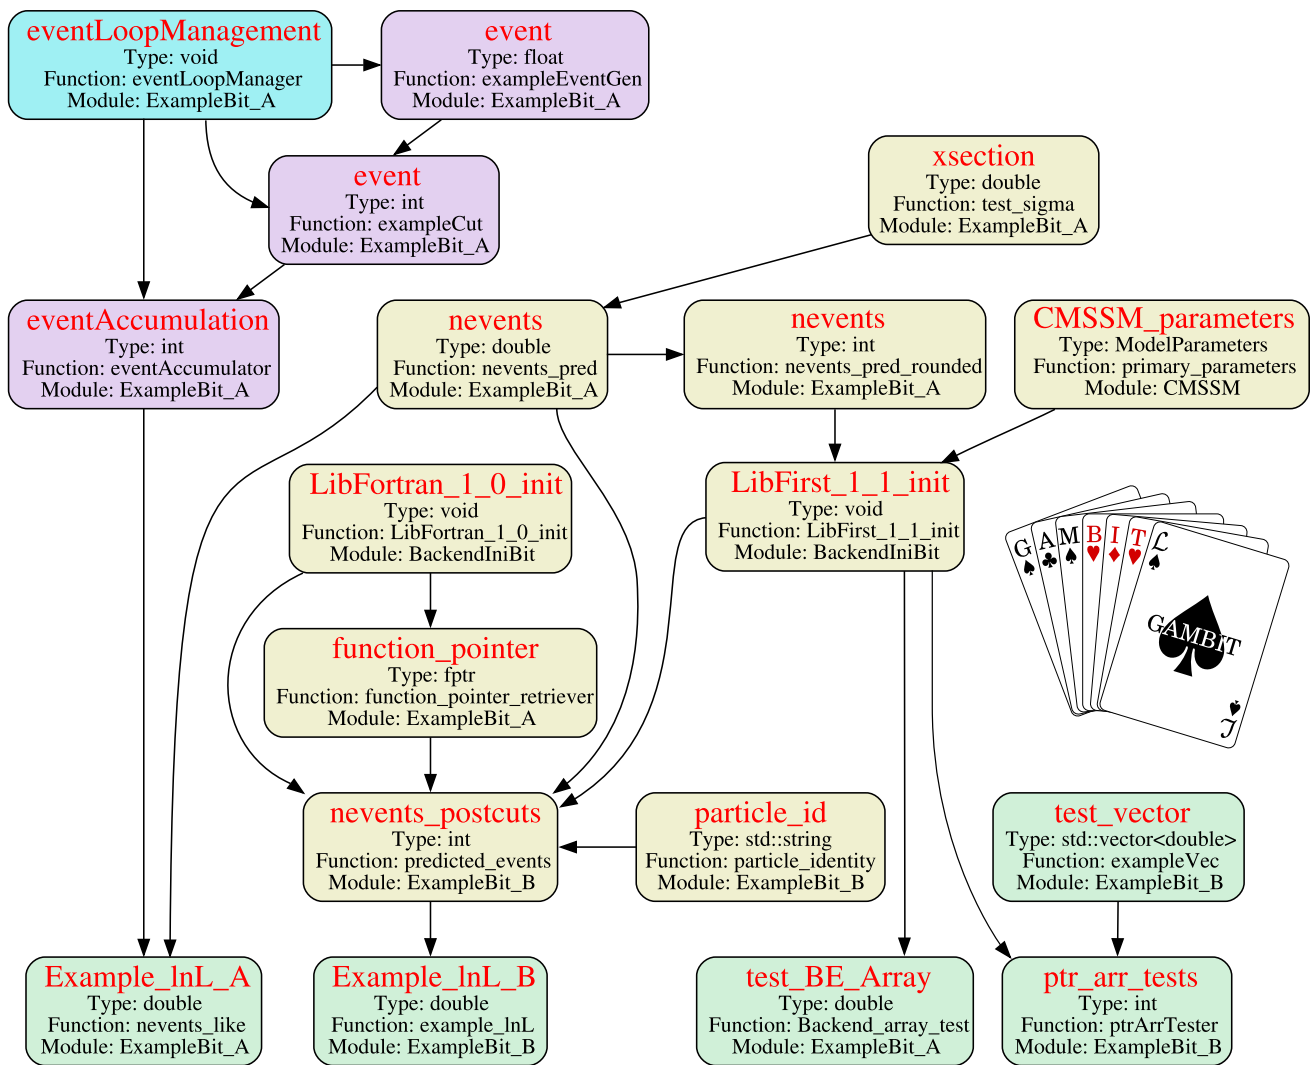 eventLoopManagement
Type: void
Function: eventLoopManager
Module: ExampleBit_A
event
Type: float
Function: exampleEventGen
Module: ExampleBit_A
event
Type: int
Function: exampleCut
Module: ExampleBit_A
xsection
Type: double
Function: test_sigma
Module: ExampleBit_A
eventAccumulation
Type: int
Function: eventAccumulator
Module: ExampleBit_A
nevents
Type: double
Function: nevents_pred
Module: ExampleBit_A
nevents
Type: int
Function: nevents_pred_rounded
Module: ExampleBit_A
CMSSM_parameters
Type: ModelParameters
Function: primary_parameters
Module: CMSSM
LibFortran_1_0_init
Type: void
Function: LibFortran_1_0_init
Module: BackendIniBit
LibFirst_1_1_init
Type: void
Function: LibFirst_1_1_init
Module: BackendIniBit
G A M B I T ℒ
GAMBIT
ℒ
function_pointer
Type: fptr
Function: function_pointer_retriever
Module: ExampleBit_A
nevents_postcuts
Type: int
Function: predicted_events
Module: ExampleBit_B
particle_id
Type: std::string
Function: particle_identity
Module: ExampleBit_B
test_vector
Type: std::vector<double>
Function: exampleVec
Module: ExampleBit_B
Example_lnL_A
Type: double
Function: nevents_like
Module: ExampleBit_A
Example_lnL_B
Type: double
Function: example_lnL
Module: ExampleBit_B
test_BE_Array
Type: double
Function: Backend_array_test
Module: ExampleBit_A
ptr_arr_tests
Type: int
Function: ptrArrTester
Module: ExampleBit_B